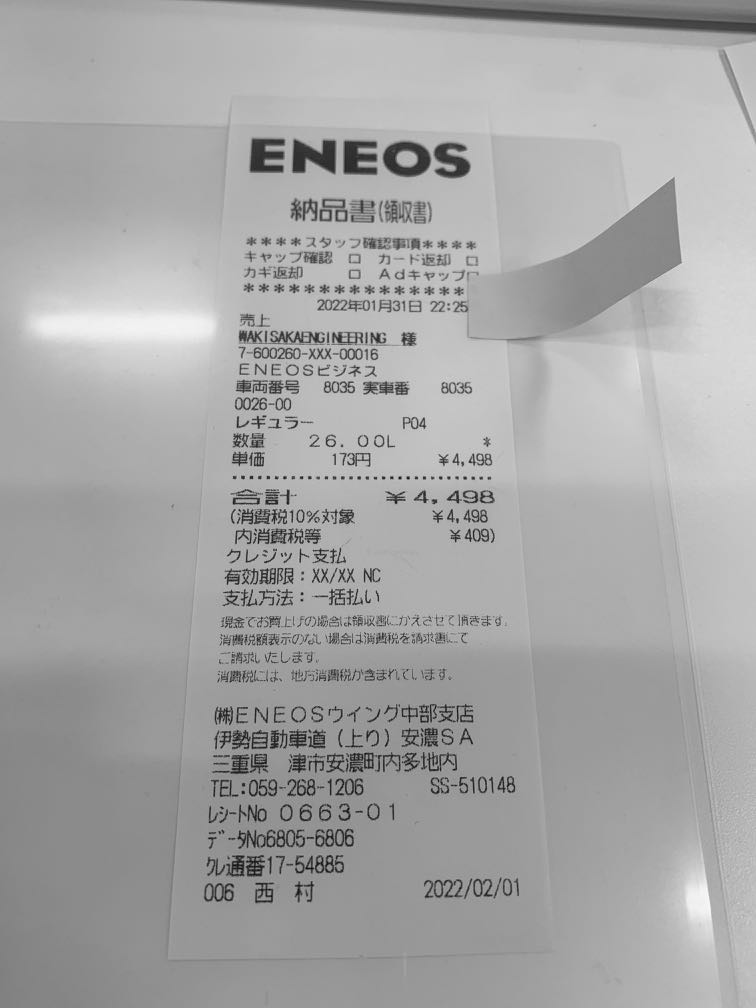 ENEOS
納品書(領収書)
****スタッフ確認事項****
キャップ確認 □ カード返却 □
カギ返却 □ Adキャップ□
****************
2022年01月31日 22:25
売上
WAKISAKAENGINEERING 様
7-600260-XXX-00016
ENEOSビジネス
車両番号 8035 実車番 8035
0026-00
レギュラー P04
数量 26.00L *
単価 173円 ¥4,498
合計 ¥4,498
(消費税10%対象 ¥4,498
内消費税等 ¥409)
クレジット支払
有効期限:XX/XX NC
支払方法:一括払い
現金でお買上げの場合は領収書にかえさせて頂きます。
消費税額表示のない場合は消費税を請求書にて
ご請求いたします。
消費税には、地方消費税が含まれています。
㈱ENEOSウイング中部支店
伊勢自動車道(上り)安濃SA
三重県 津市安濃町内多地内
TEL:059-268-1206 SS-510148
レシートNo 0663-01
データNo6805-6806
クレ通番17-54885
006 西 村 2022/02/01